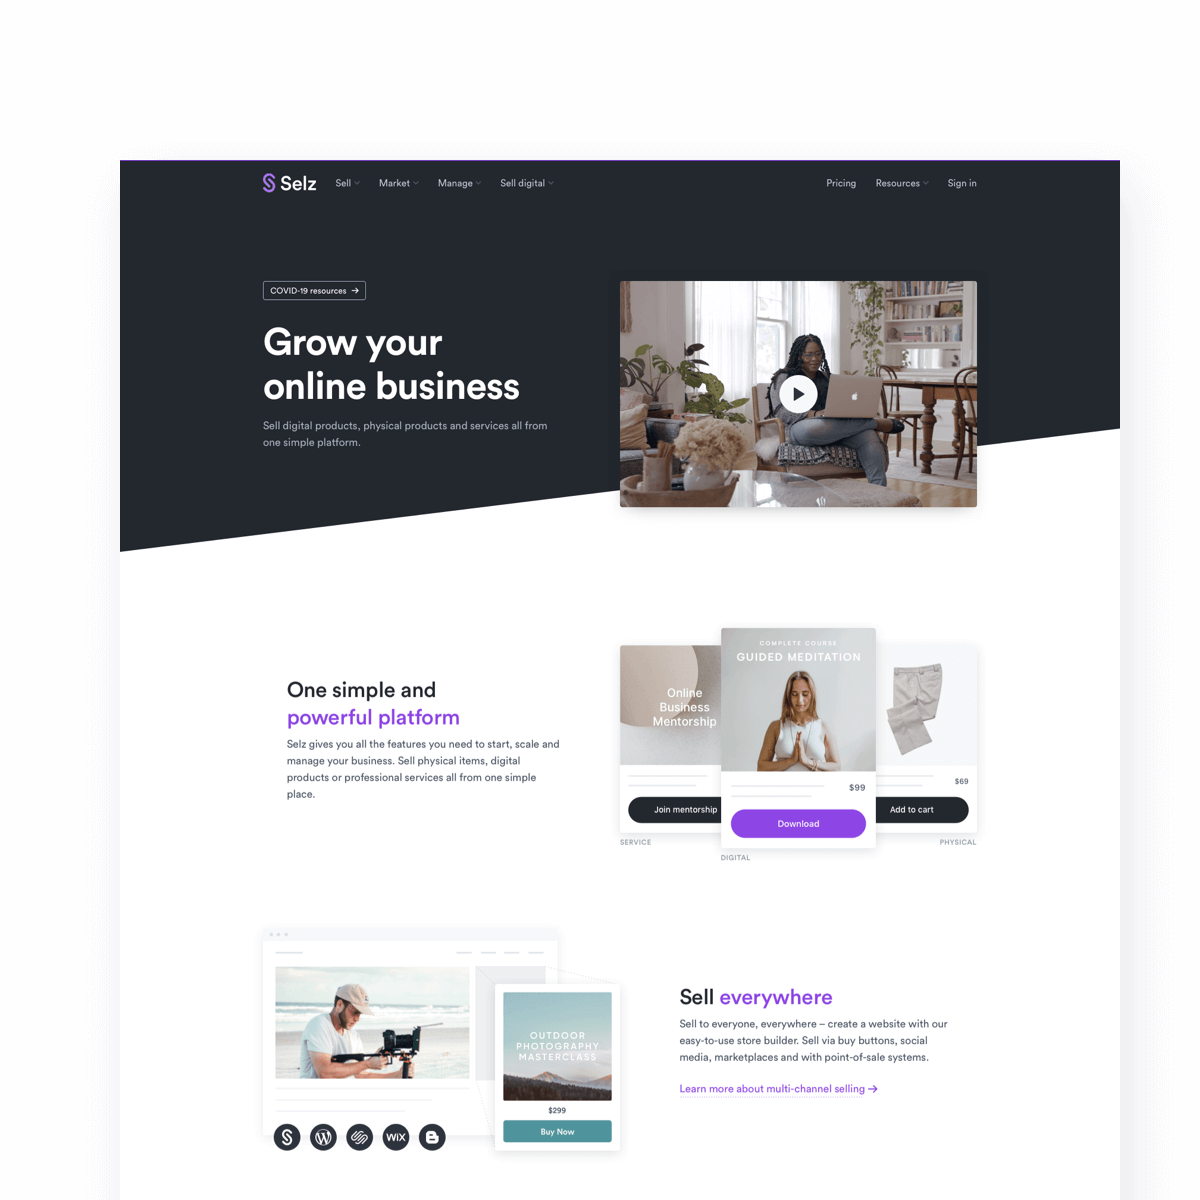 Selz
Sell
Market
Manage
Sell digital
Pricing
Resources
Sign in
COVID-19 resources →
Grow your
online business
Sell digital products, physical products and services all from
one simple platform.
One simple and
powerful platform
Selz gives you all the features you need to start, scale and
manage your business. Sell physical items, digital
products or professional services all from one simple
place.
Online
Business
Mentorship
Join mentorship
SERVICE
COMPLETE COURSE
GUIDED MEDITATION
$99
Download
DIGITAL
$69
Add to cart
PHYSICAL
OUTDOOR
PHOTOGRAPHY
MASTERCLASS
$299
Buy Now
WiX
Sell everywhere
Sell to everyone, everywhere – create a website with our
easy-to-use store builder. Sell via buy buttons, social
media, marketplaces and with point-of-sale systems.
Learn more about multi-channel selling →